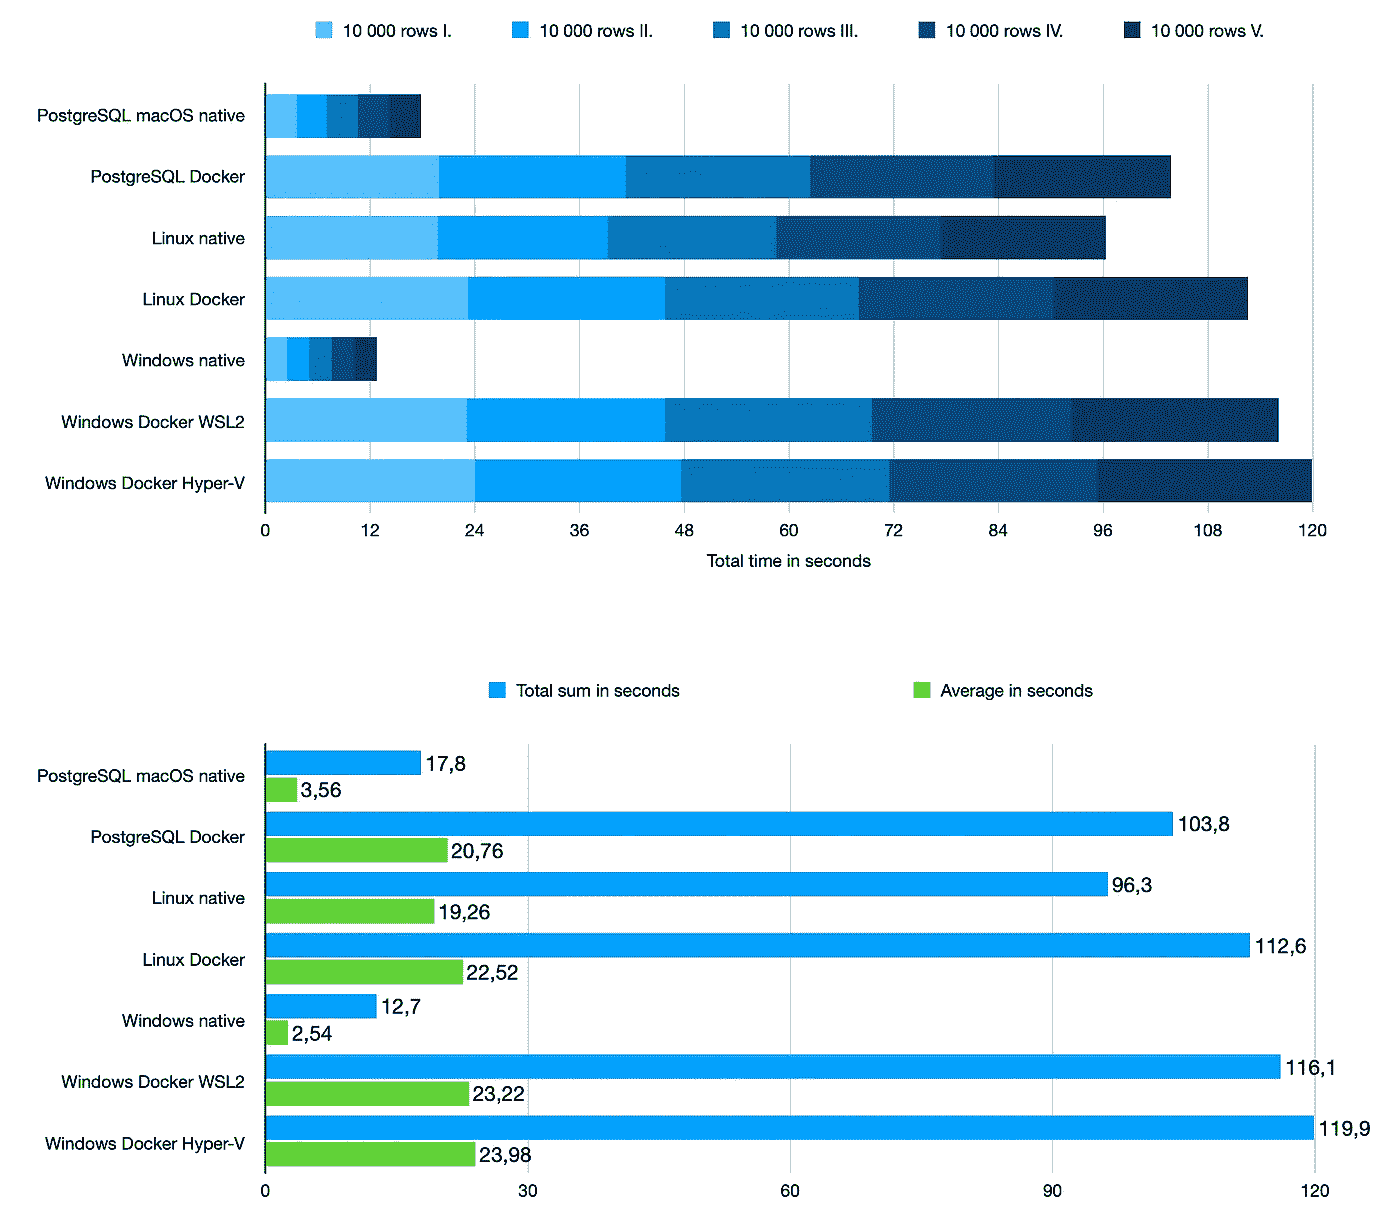 10 000 rows I. 10 000 rows II. 10 000 rows III. 10 000 rows IV. 10 000 rows V.
PostgreSQL macOS native
PostgreSQL Docker
Linux native
Linux Docker
Windows native
Windows Docker WSL2
Windows Docker Hyper-V
0 12 24 36 48 60 72 84 96 108 120
Total time in seconds
Total sum in seconds Average in seconds
PostgreSQL macOS native 17,8
3,56
PostgreSQL Docker 103,8
20,76
Linux native 96,3
19,26
Linux Docker 112,6
22,52
Windows native 12,7
2,54
Windows Docker WSL2 116,1
23,22
Windows Docker Hyper-V 119,9
23,98
0 30 60 90 120